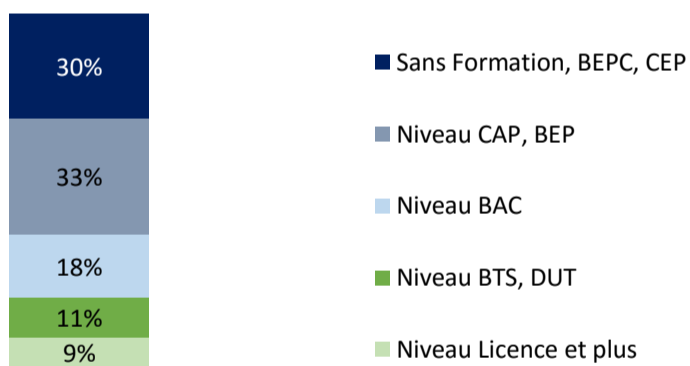 30%
33%
18%
11%
9%
Sans Formation, BEPC, CEP
Niveau CAP, BEP
Niveau BAC
Niveau BTS, DUT
Niveau Licence et plus